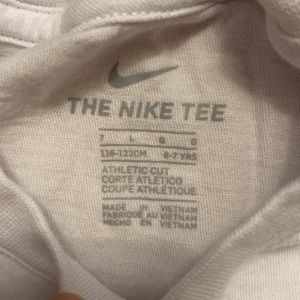 THE NIKE TEE
7 L G G
116-122CM 6-7 YRS
ATHLETIC CUT
CORTE ATLÉTICO
COUPE ATHLÉTIQUE
MADE IN VIETNAM
FABRIQUÉ AU VIETNAM
HECHO EN VIETNAM